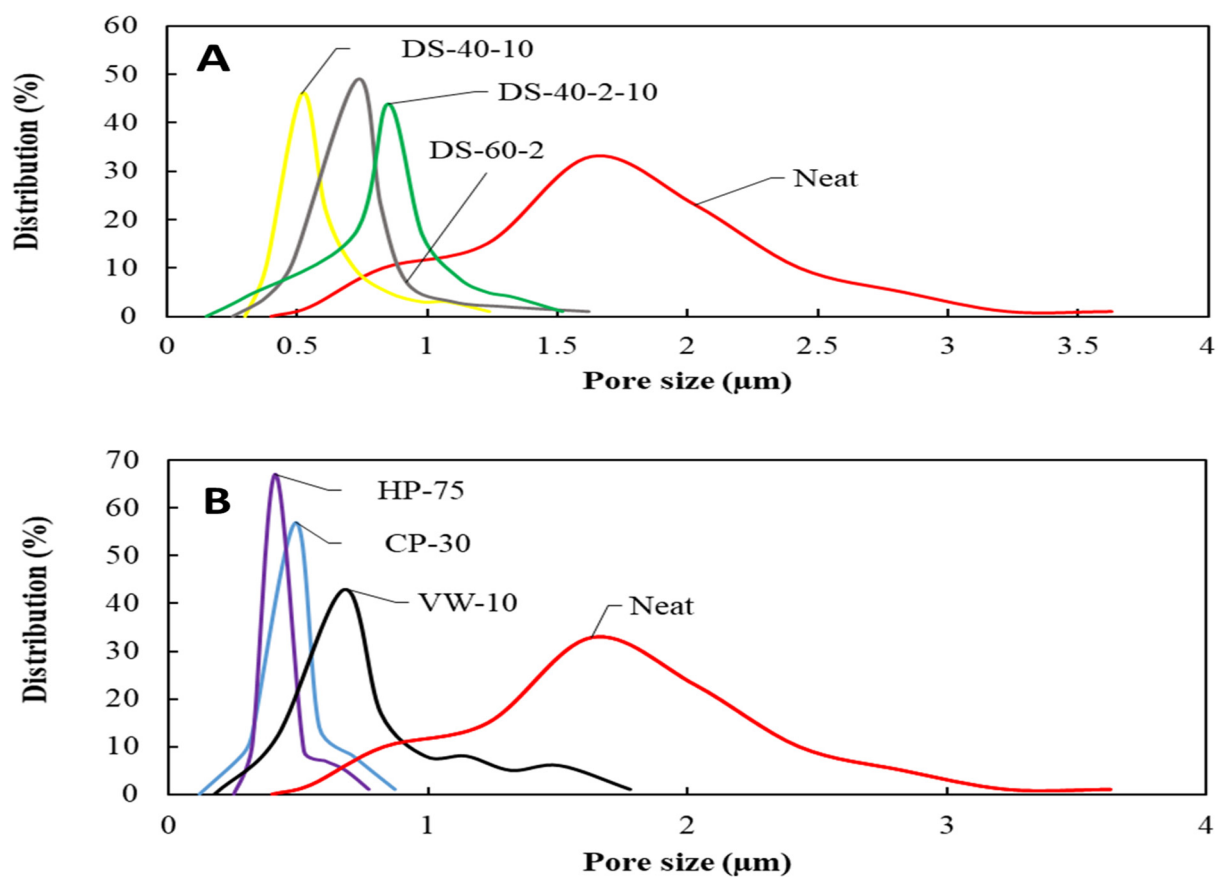 A
DS-40-10
DS-40-2-10
DS-60-2
Neat
Distribution (%)
60
50
40
30
20
10
0
0 0.5 1 1.5 2 2.5 3 3.5 4
Pore size (μm)
B
HP-75
CP-30
VW-10
Neat
Distribution (%)
70
60
50
40
30
20
10
0
0 1 2 3 4
Pore size (μm)